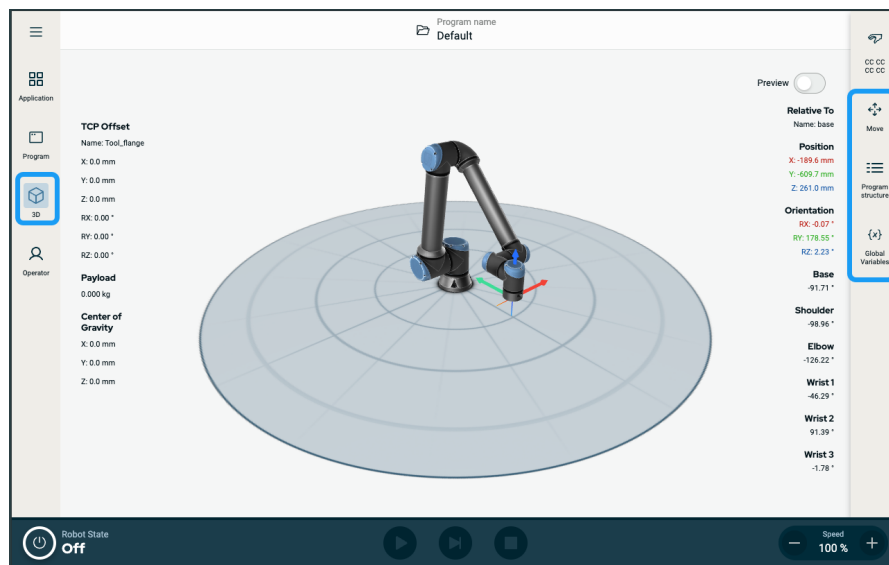 Program name
Default
Application
Program
3D
Operator
TCP Offset
Name: Tool_flange
X: 0.0 mm
Y: 0.0 mm
Z: 0.0 mm
RX: 0.00 °
RY: 0.00 °
RZ: 0.00 °
Payload
0.000 kg
Center of
Gravity
X: 0.0 mm
Y: 0.0 mm
Z: 0.0 mm
Preview
Relative To
Name: base
Position
X: -189.6 mm
Y: -609.7 mm
Z: 261.0 mm
Orientation
RX: -0.07 °
RY: 178.55 °
RZ: 2.23 °
Base
-91.71 °
Shoulder
-98.96 °
Elbow
-126.22 °
Wrist 1
-46.29 °
Wrist 2
91.39 °
Wrist 3
-1.78 °
CC CC
CC CC
Move
Program
structure
{x}
Global
Variables
Robot State
Off
Speed
100 %